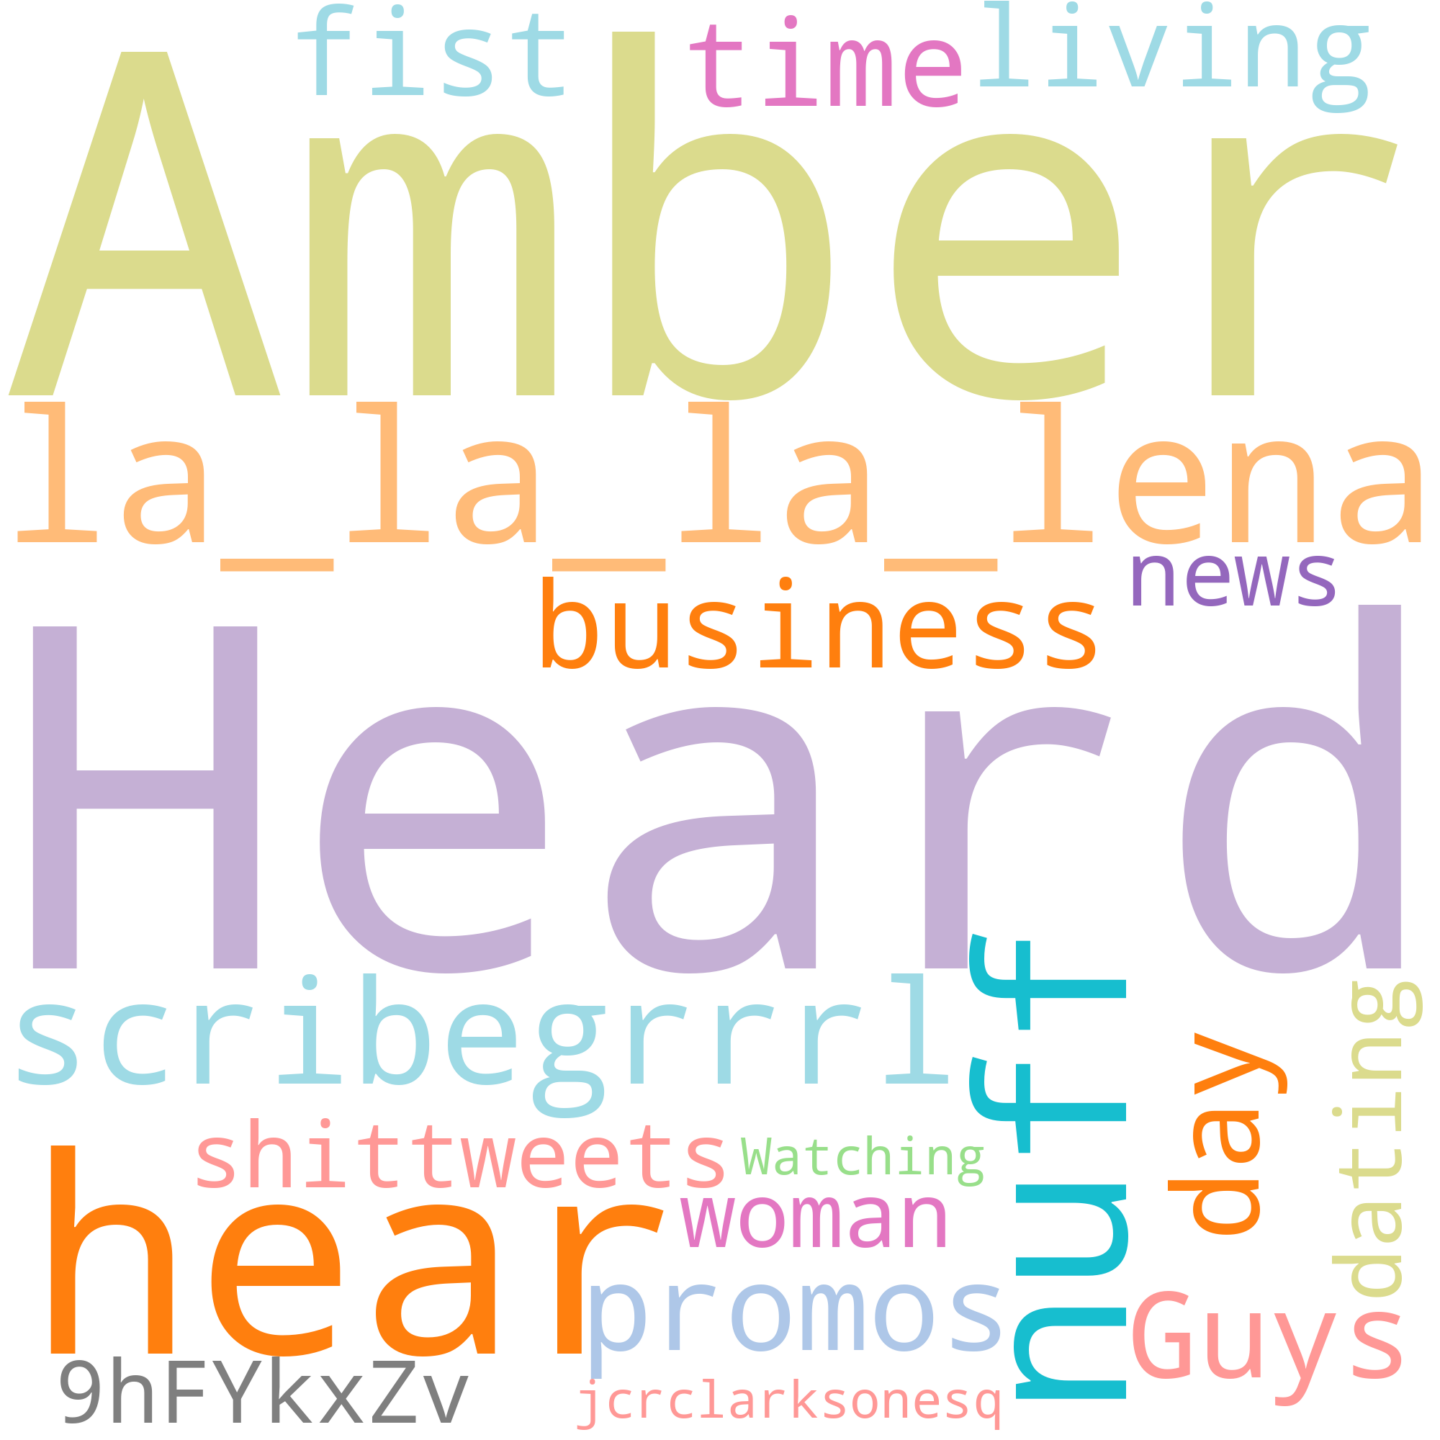 fist time living
Amber
la_la_la_lena
business news
Heard
scribegrrrl
nuff
day
dating
shittweets Watching
hear
woman
promos
Guys
9hFYkxZv
jcrclarksonesq